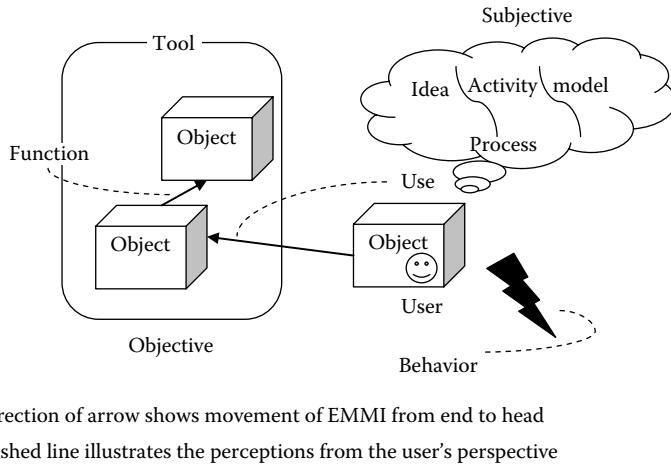 Subjective
Tool
Idea Activity model
Process
Object
Function
Use
Object
Object
User
Objective
Behavior
rection of arrow shows movement of EMMI from end to head
shed line illustrates the perceptions from the user’s perspective